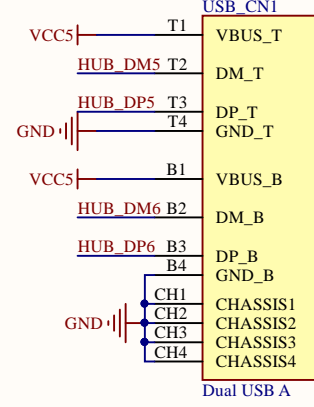 USB_CN1
VCC5 T1 VBUS_T
HUB_DM5 T2 DM_T
HUB_DP5 T3 DP_T
GND T4 GND_T
VCC5 B1 VBUS_B
HUB_DM6 B2 DM_B
HUB_DP6 B3 DP_B
B4 GND_B
CH1 CHASSIS1
GND CH2 CHASSIS2
CH3 CHASSIS3
CH4 CHASSIS4
Dual USB A